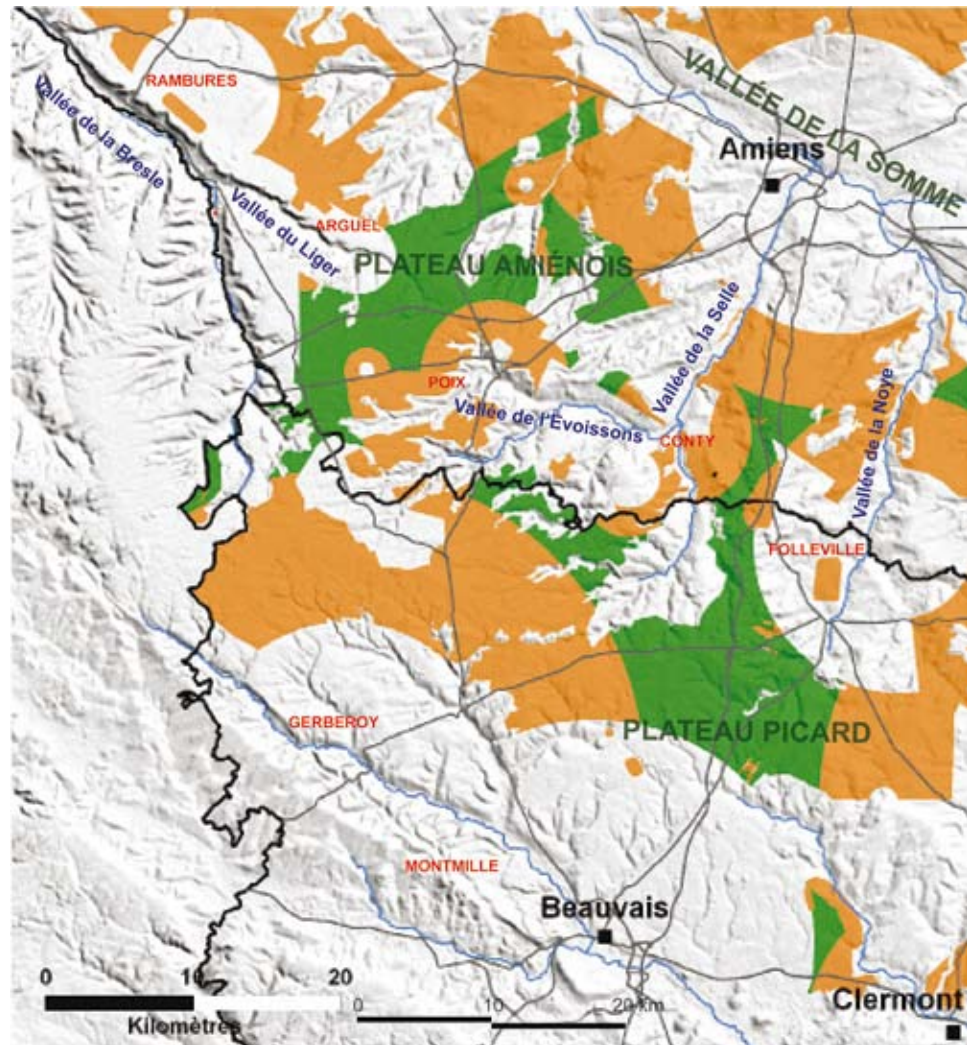 RAMBURES
Vallée de la Bresle
VALLÉE DE LA SOMME
Amiens
Vallée du Liger
ARGUEL
PLATEAU AMIÉNOIS
Vallée de la Selle
POIX
Vallée de l'Évoissons
CONTY
Vallée de la Noye
FOLLEVILLE
GERBEROY
PLATEAU PICARD
MONTMILLE
Beauvais
Clermont
0 10 20
Kilomètres
0 10 20 km